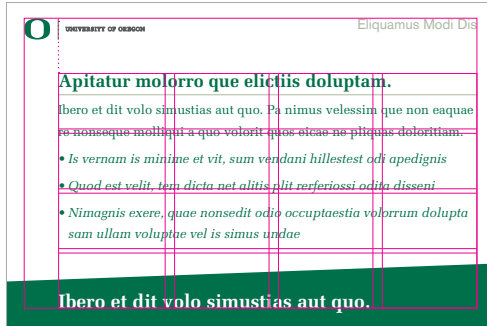 O
UNIVERSITY OF OREGON
Eliquamus Modi Dis
Apitatur molorro que elictiis doluptam.
Ibero et dit volo simustias aut quo. Pa nimus velessim que non eaquae
re nonseque molliqui a quo volorit quos eicae ne pliquas doloritiam.
• Is vernam is minime et vit, sum vendani hillestest odi apedignis
• Quod est velit, tem dicta net alitis plit rerferiossi odita disseni
• Nimagnis exere, quae nonsedit odio occuptaestia volorrum dolupta
sam ullam voluptae vel is simus undae
Ibero et dit volo simustias aut quo.